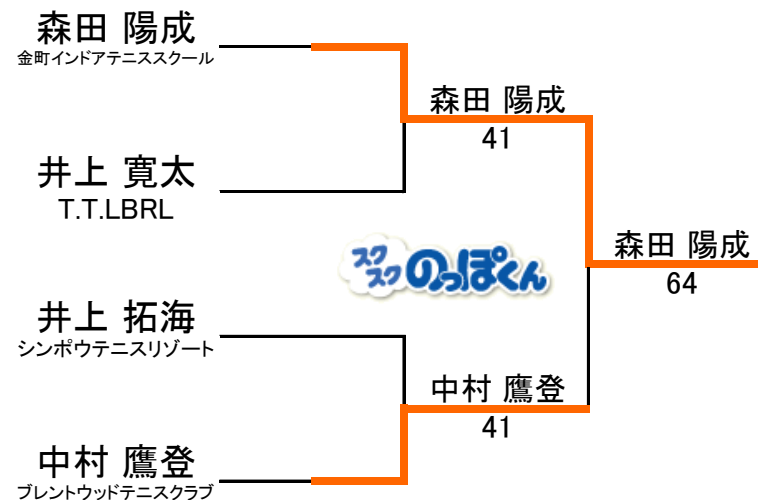 森田 陽成
金町インドアテニススクール
森田 陽成
41
井上 寛太
T.T.LBRL
森田 陽成
64
スクスク のっぽくん
井上 拓海
シンポウテニスリゾート
中村 鷹登
41
中村 鷹登
ブレントウッドテニスクラブ